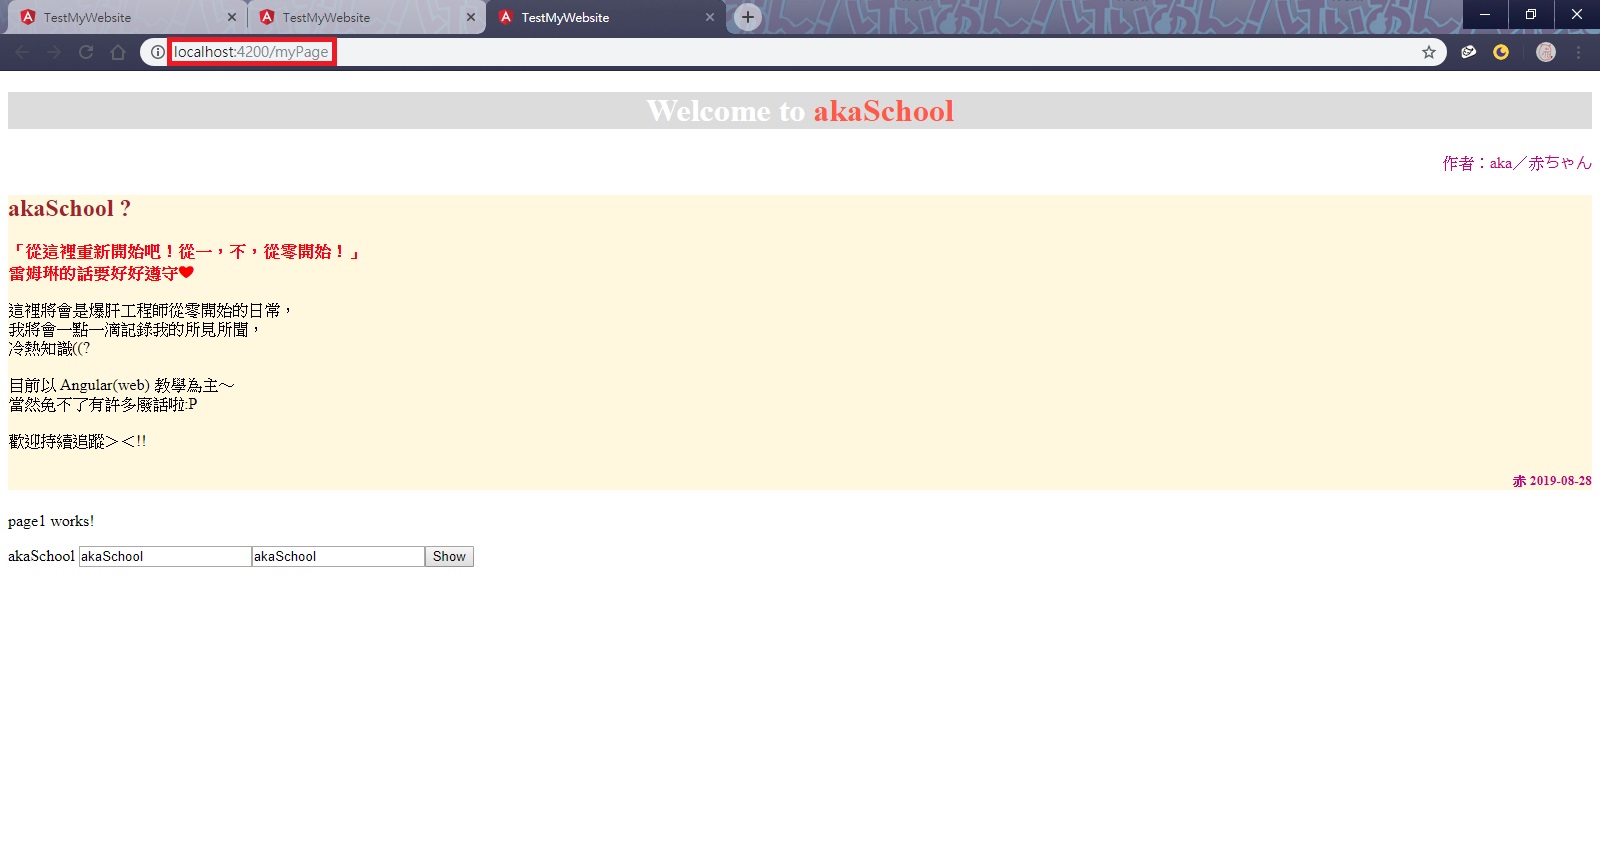 TestMyWebsite
TestMyWebsite
TestMyWebsite
localhost:4200/myPage
Welcome to akaSchool
作者：aka／赤ちゃん
akaSchool ?
「從這裡重新開始吧！從一，不，從零開始！」
雷姆琳的話要好好遵守♥
這裡將會是爆肝工程師從零開始的日常，
我將會一點一滴記錄我的所見所聞，
冷熱知識((?
目前以 Angular(web) 教學為主～
當然免不了有許多廢話啦:P
歡迎持續追蹤＞＜!!
赤 2019-08-28
page1 works!
akaSchool akaSchool akaSchool Show